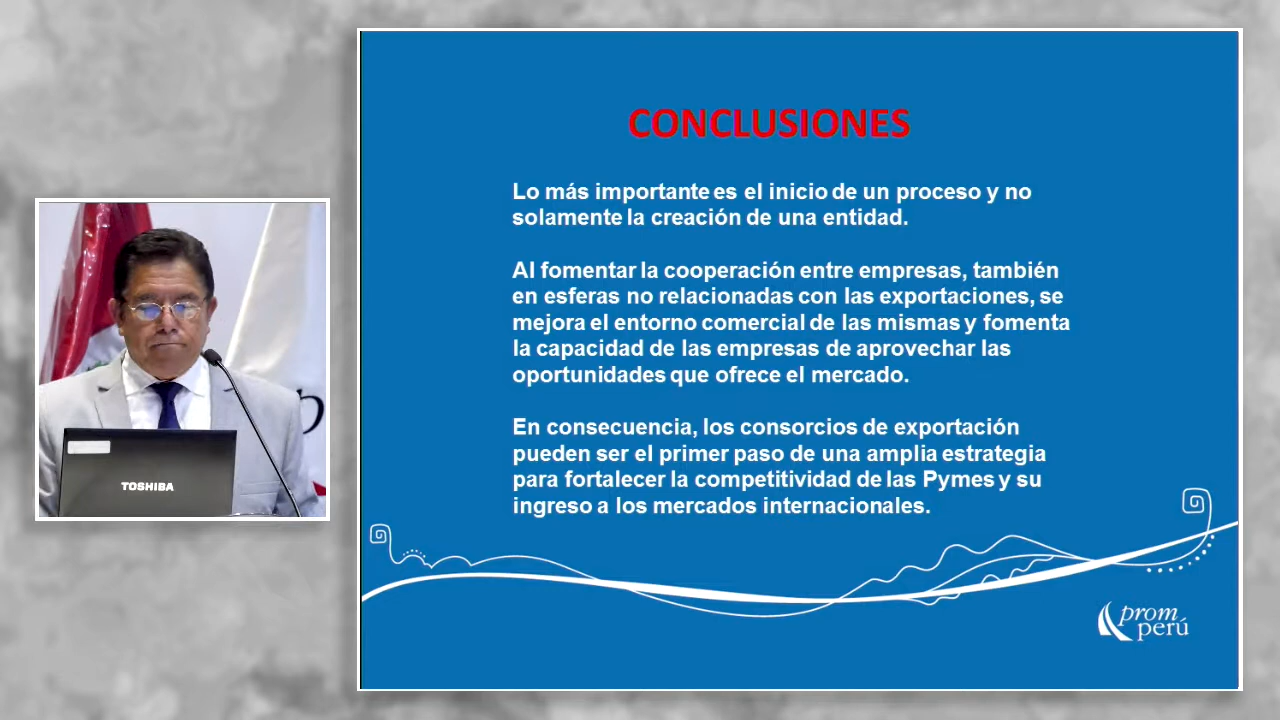 CONCLUSIONES
Lo más importante es el inicio de un proceso y no
solamente la creación de una entidad.
Al fomentar la cooperación entre empresas, también
en esferas no relacionadas con las exportaciones, se
mejora el entorno comercial de las mismas y fomenta
la capacidad de las empresas de aprovechar las
oportunidades que ofrece el mercado.
En consecuencia, los consorcios de exportación
pueden ser el primer paso de una amplia estrategia
para fortalecer la competitividad de las Pymes y su
ingreso a los mercados internacionales.
prom
perú
TOSHIBA